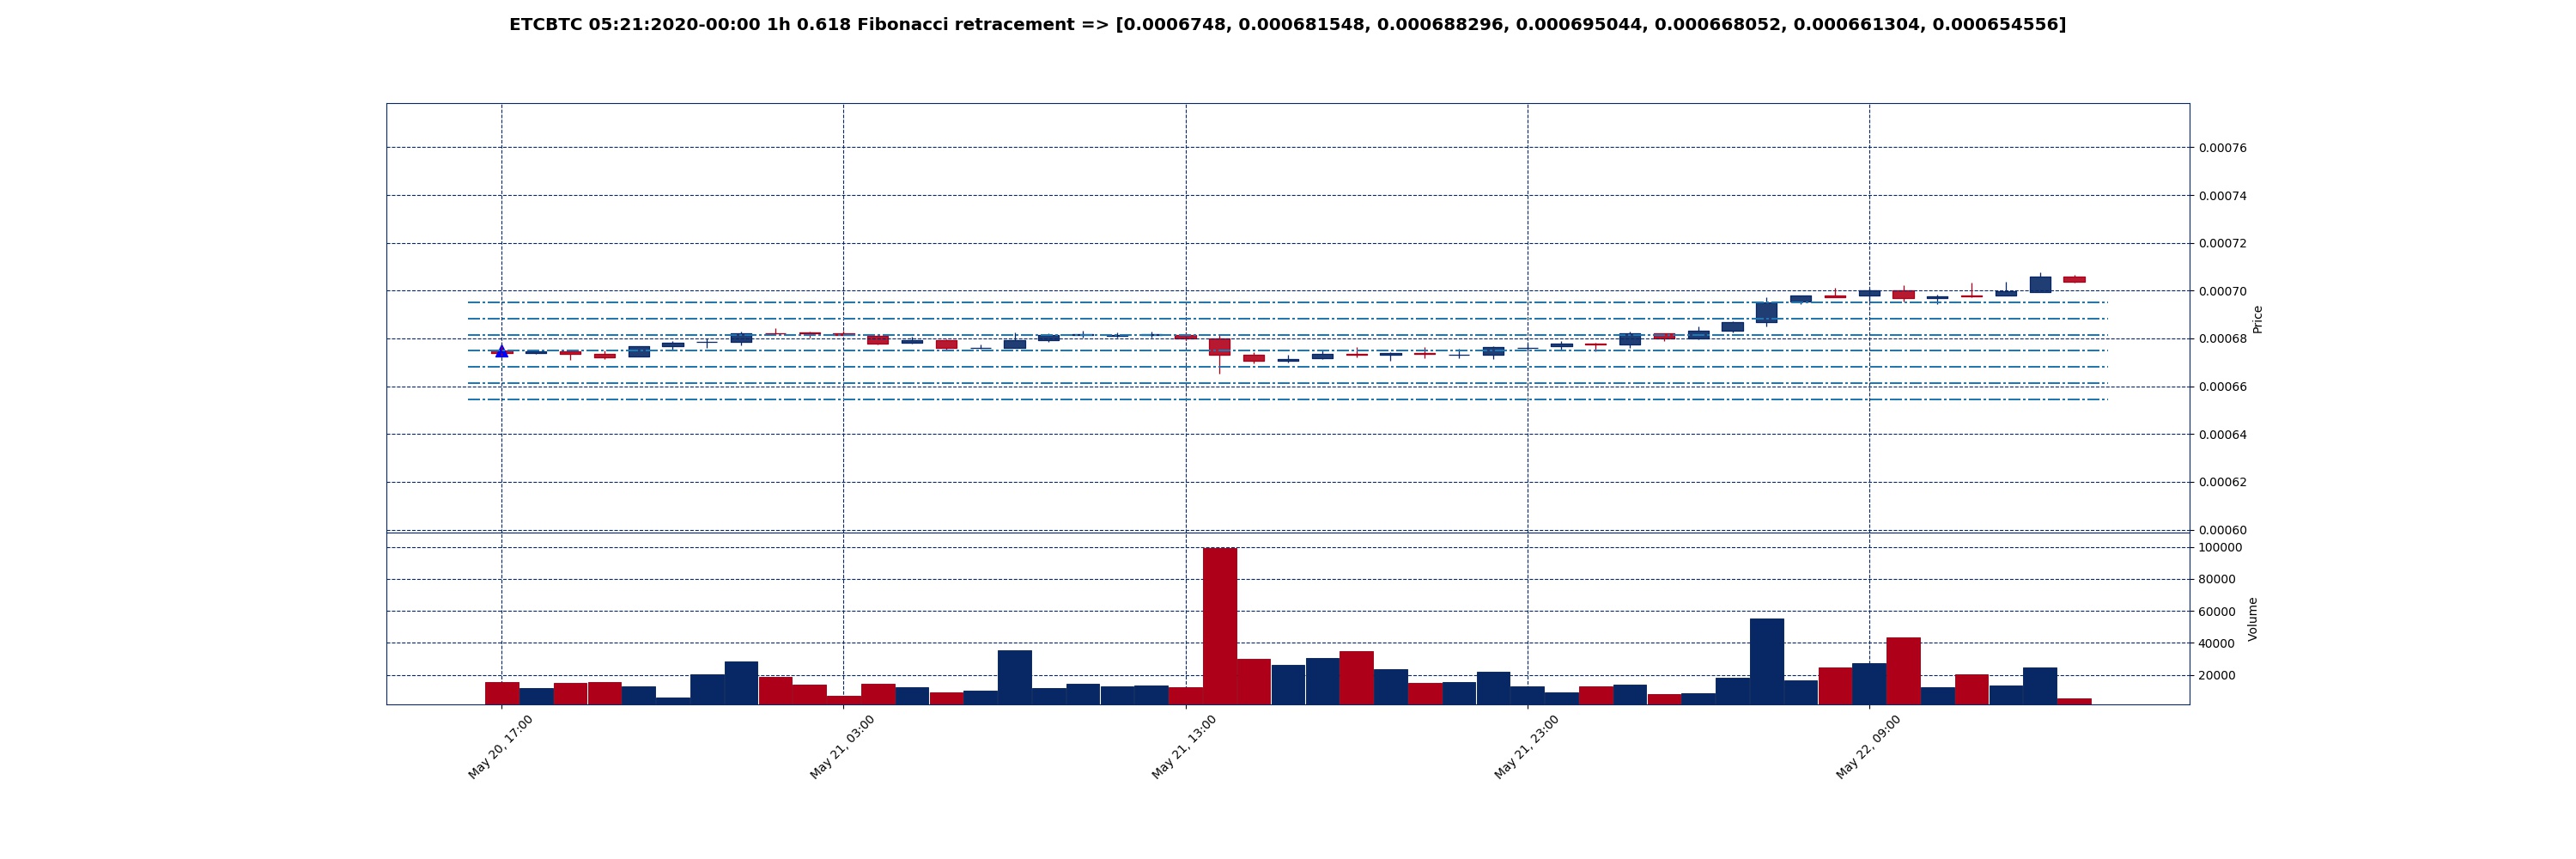 ETCBTC 05:21:2020-00:00 1h 0.618 Fibonacci retracement => [0.0006748, 0.000681548, 0.000688296, 0.000695044, 0.000668052, 0.000661304, 0.000654556]
0.00076
0.00074
0.00072
0.00070
0.00068
0.00066
0.00064
0.00062
0.00060
Price
100000
80000
60000
40000
20000
Volume
May 20, 17:00
May 21, 03:00
May 21, 13:00
May 21, 23:00
May 22, 09:00